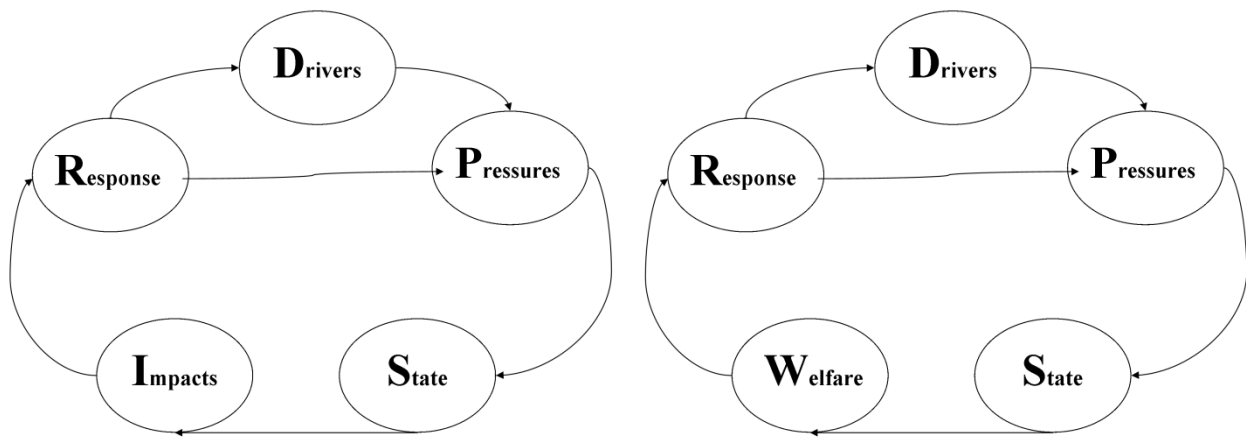 Drivers
Response
Pressures
Impacts
State
Drivers
Response
Pressures
Welfare
State